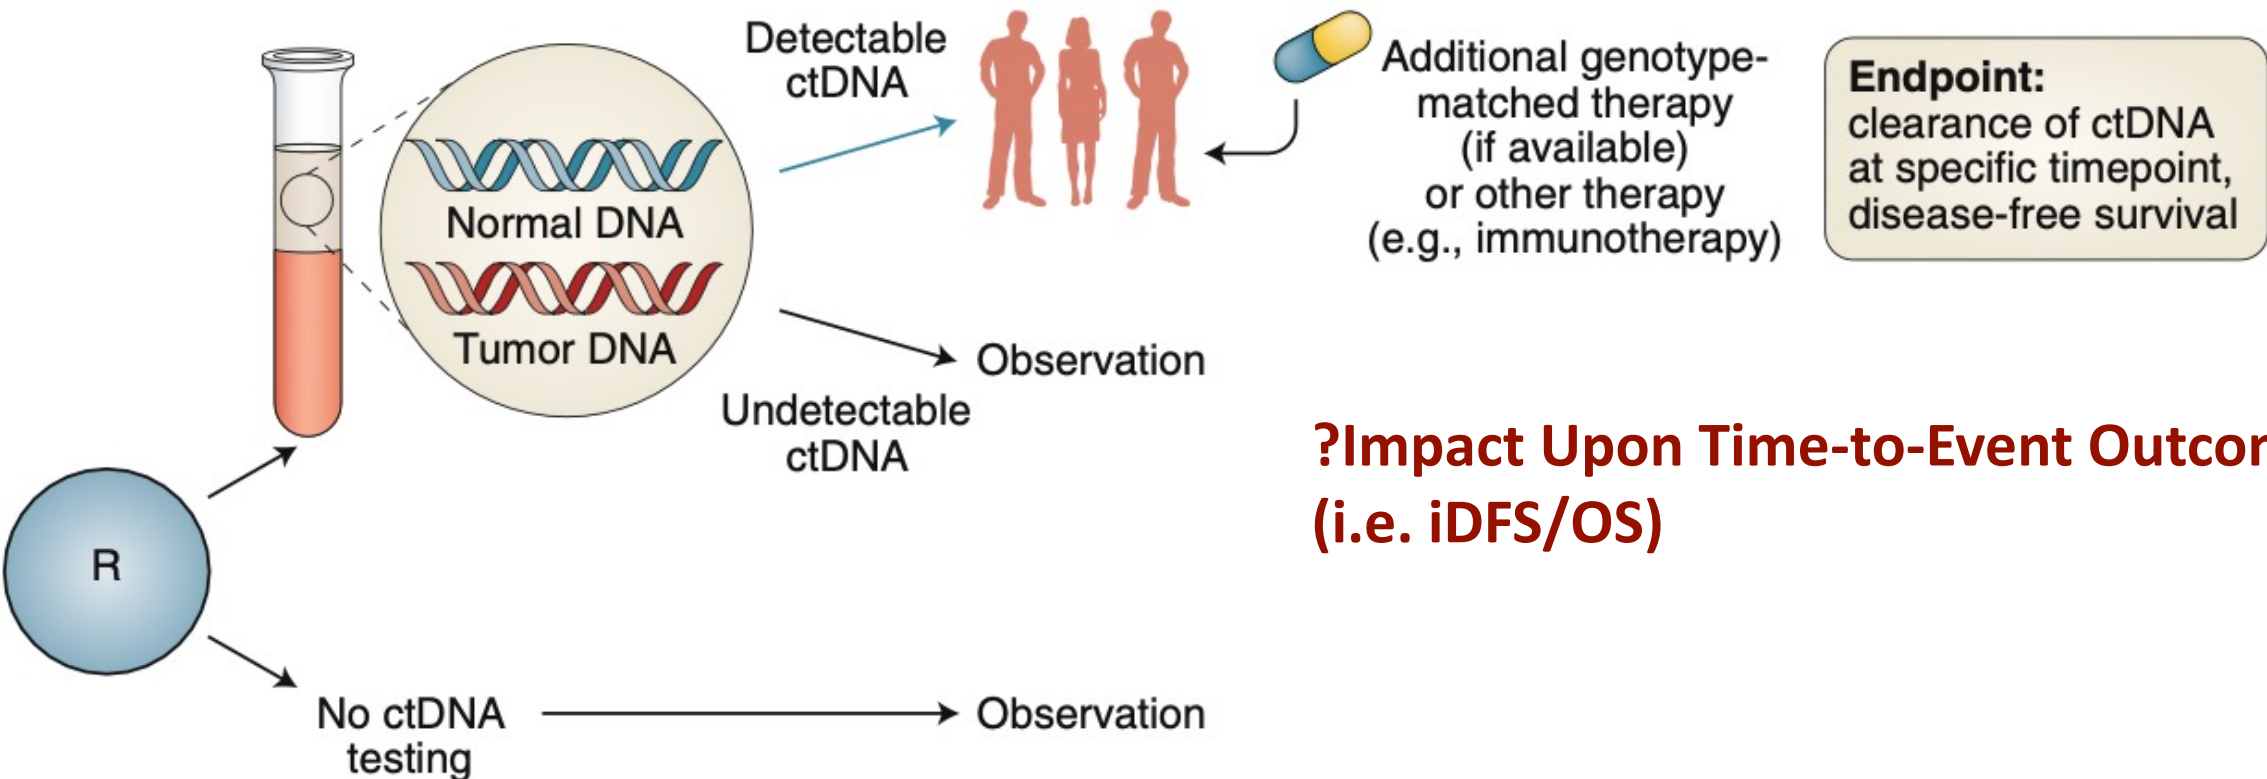 Detectable
ctDNA
Additional genotype-
matched therapy
(if available)
or other therapy
(e.g., immunotherapy)
Endpoint:
clearance of ctDNA
at specific timepoint,
disease-free survival
Normal DNA
Tumor DNA
Observation
Undetectable
ctDNA
?Impact Upon Time-to-Event
(i.e. iDFS/OS)
R
No ctDNA
testing
Observation